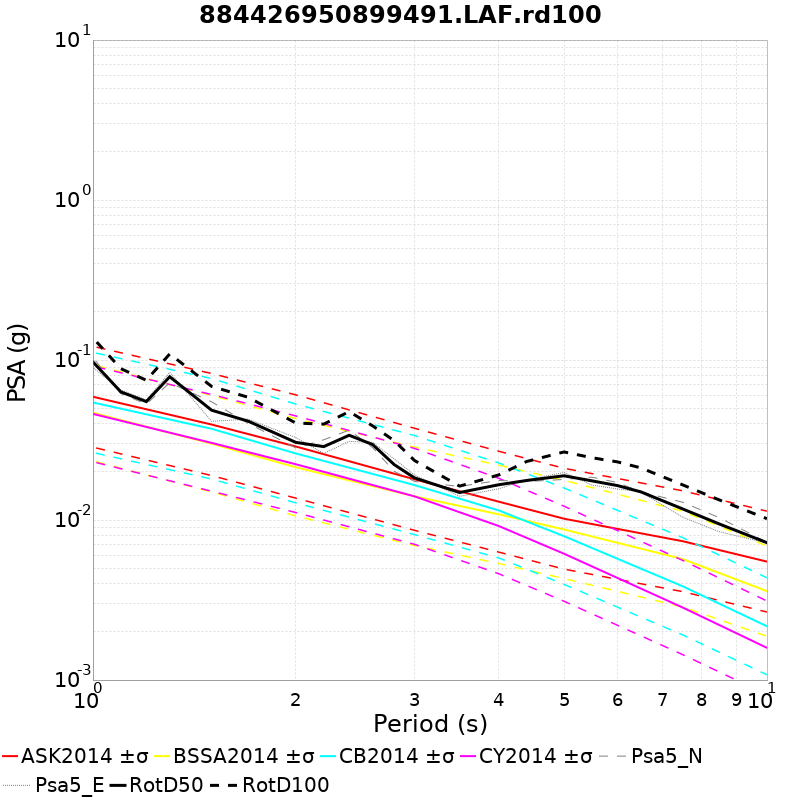 884426950899491.LAF.rd100
10^1
10^0
10^-1
10^-2
10^-3
PSA (g)
10^0 2 3 4 5 6 7 8 9 10^1
Period (s)
ASK2014 ±σ BSSA2014 ±σ CB2014 ±σ CY2014 ±σ Psa5_N
Psa5_E RotD50 RotD100